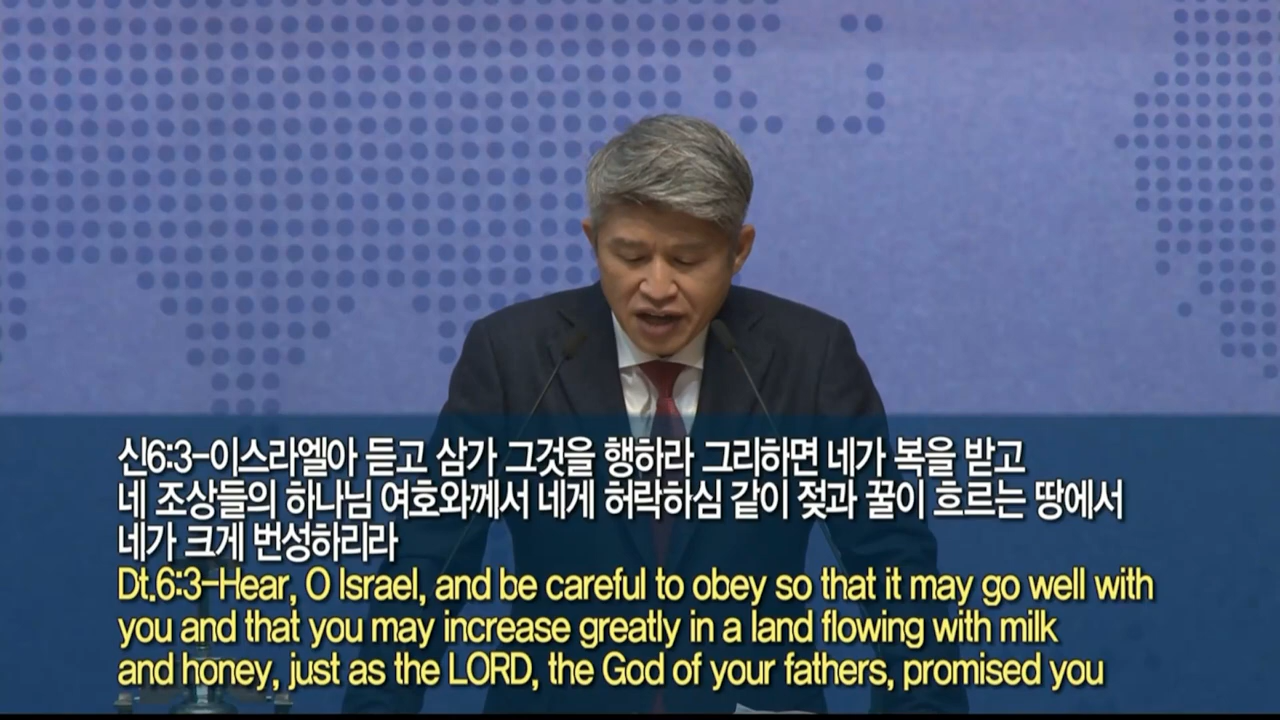 신6:3-이스라엘아 듣고 삼가 그것을 행하라 그리하면 네가 복을 받고
네 조상들의 하나님 여호와께서 네게 허락하심 같이 젖과 꿀이 흐르는 땅에서
네가 크게 번성하리라
Dt.6:3-Hear, O Israel, and be careful to obey so that it may go well with
you and that you may increase greatly in a land flowing with milk
and honey, just as the LORD, the God of your fathers, promised you